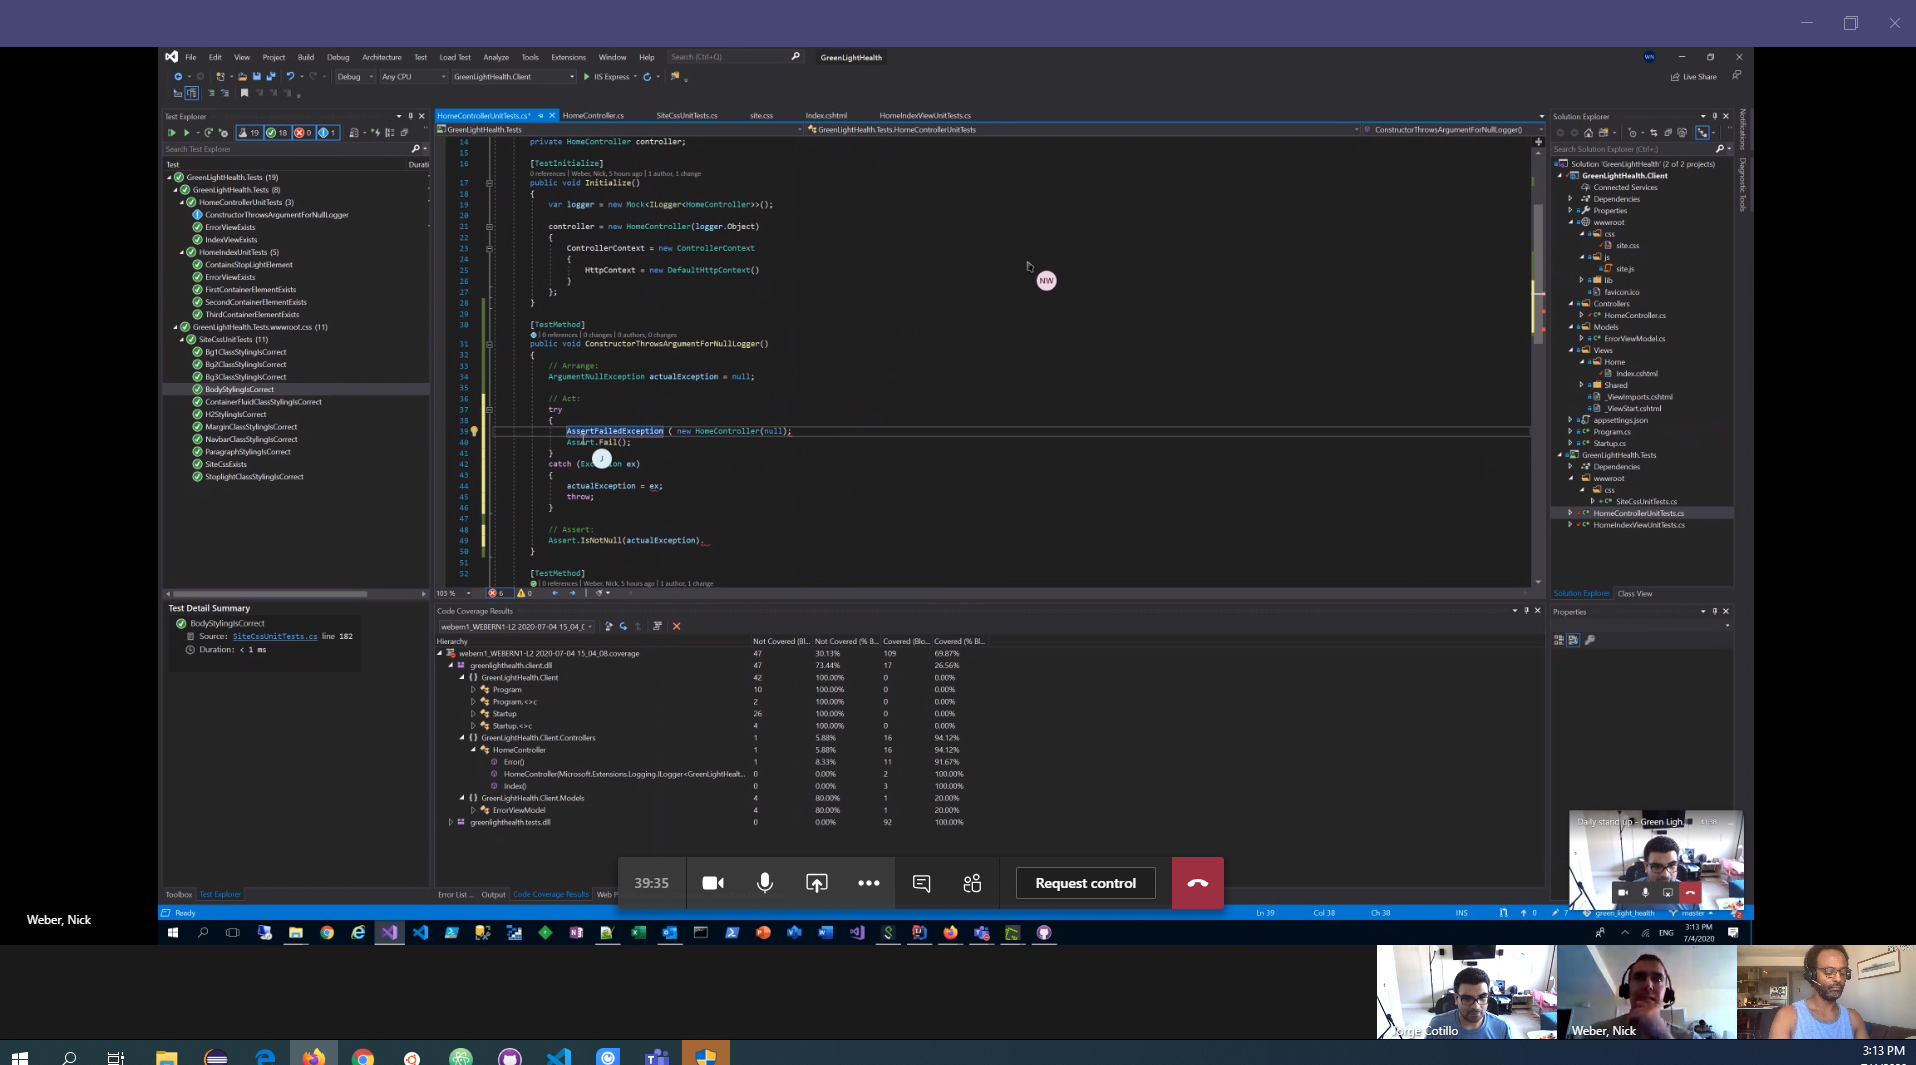 File Edit View Project Build Debug Architecture Test Load Test Analyze Tools Extensions Window Help Search (Ctrl+Q) GreenLightHealth WN
Debug Any CPU GreenLightHealth.Client IIS Express Live Share
Test Explorer
19 18 0 1
Search Test Explorer
Test Durati
GreenLightHealth.Tests (19)
GreenLightHealth.Tests (8)
HomeControllerUnitTests (3)
ConstructorThrowsArgumentForNullLogger
ErrorViewExists
IndexViewExists
HomeIndexUnitTests (5)
ContainsStopLightElement
ErrorViewExists
FirstContainerElementExists
SecondContainerElementExists
ThirdContainerElementExists
GreenLightHealth.Tests.wwwroot.css (11)
SiteCssUnitTests (11)
Bg1ClassStylingIsCorrect
Bg2ClassStylingIsCorrect
Bg3ClassStylingIsCorrect
BodyStylingIsCorrect
ContainerFluidClassStylingIsCorrect
H2StylingIsCorrect
MarginClassStylingIsCorrect
NavbarClassStylingIsCorrect
ParagraphStylingIsCorrect
SiteCssExists
StoplightClassStylingIsCorrect
Test Detail Summary
BodyStylingIsCorrect
Source: SiteCssUnitTests.cs line 182
Duration: < 1 ms
Toolbox Test Explorer
HomeControllerUnitTests.cs* HomeController.cs SiteCssUnitTests.cs site.css Index.cshtml HomeIndexViewUnitTests.cs
GreenLightHealth.Tests GreenLightHealth.Tests.HomeControllerUnitTests ConstructorThrowsArgumentForNullLogger()
14 private HomeController controller;
15
16 [TestInitialize]
0 references | Weber, Nick, 5 hours ago | 1 author, 1 change
17 public void Initialize()
18 {
19 var logger = new Mock<ILogger<HomeController>>();
20
21 controller = new HomeController(logger.Object)
22 {
23 ControllerContext = new ControllerContext
24 {
25 HttpContext = new DefaultHttpContext()
26 }
27 };
28 }
29
30 [TestMethod]
0 references | 0 changes | 0 authors, 0 changes
31 public void ConstructorThrowsArgumentForNullLogger()
32 {
33 // Arrange:
34 ArgumentNullException actualException = null;
35
36 // Act:
37 try
38 {
39 AssertFailedException ( new HomeController(null);
40 Assert.Fail();
41 }
42 catch (Exception ex)
43 {
44 actualException = ex;
45 throw;
46 }
47
48 // Assert:
49 Assert.IsNotNull(actualException).
50 }
51
52 [TestMethod]
0 references | Weber, Nick, 5 hours ago | 1 author, 1 change
NW
J
103 % 6 0
Code Coverage Results
webern1_WEBERN1-L2 2020-07-04 15_04_0
Hierarchy Not Covered (Bl... Not Covered (% B... Covered (Blo... Covered (% Bl...
webern1_WEBERN1-L2 2020-07-04 15_04_08.coverage 47 30.13% 109 69.87%
greenlighthealth.client.dll 47 73.44% 17 26.56%
{ } GreenLightHealth.Client 42 100.00% 0 0.00%
Program 10 100.00% 0 0.00%
Program.<>c 2 100.00% 0 0.00%
Startup 26 100.00% 0 0.00%
Startup.<>c 4 100.00% 0 0.00%
{ } GreenLightHealth.Client.Controllers 1 5.88% 16 94.12%
HomeController 1 5.88% 16 94.12%
Error() 1 8.33% 11 91.67%
HomeController(Microsoft.Extensions.Logging.ILogger<GreenLightHealt... 0 0.00% 2 100.00%
Index() 0 0.00% 3 100.00%
{ } GreenLightHealth.Client.Models 4 80.00% 1 20.00%
ErrorViewModel 4 80.00% 1 20.00%
greenlighthealth.tests.dll 0 0.00% 92 100.00%
Error List ... Output Code Coverage Results Web P
Solution Explorer
Search Solution Explorer (Ctrl+;)
Solution 'GreenLightHealth' (2 of 2 projects)
GreenLightHealth.Client
Connected Services
Dependencies
Properties
wwwroot
css
site.css
js
site.js
lib
favicon.ico
Controllers
HomeController.cs
Models
ErrorViewModel.cs
Views
Home
Index.cshtml
Shared
_ViewImports.cshtml
_ViewStart.cshtml
appsettings.json
Program.cs
Startup.cs
GreenLightHealth.Tests
Dependencies
wwwroot
css
SiteCssUnitTests.cs
HomeControllerUnitTests.cs
HomeIndexViewUnitTests.cs
Solution Explorer Class View
Properties
Notifications
Diagnostic Tools
Daily stand up - Green Ligh...
39:35 Request control
Ready Ln 39 Col 38 Ch 38 INS 0 7 green_light_health master
ENG 3:13 PM
7/4/2020
Weber, Nick
Jorge Cotillo
Weber, Nick
3:13 PM